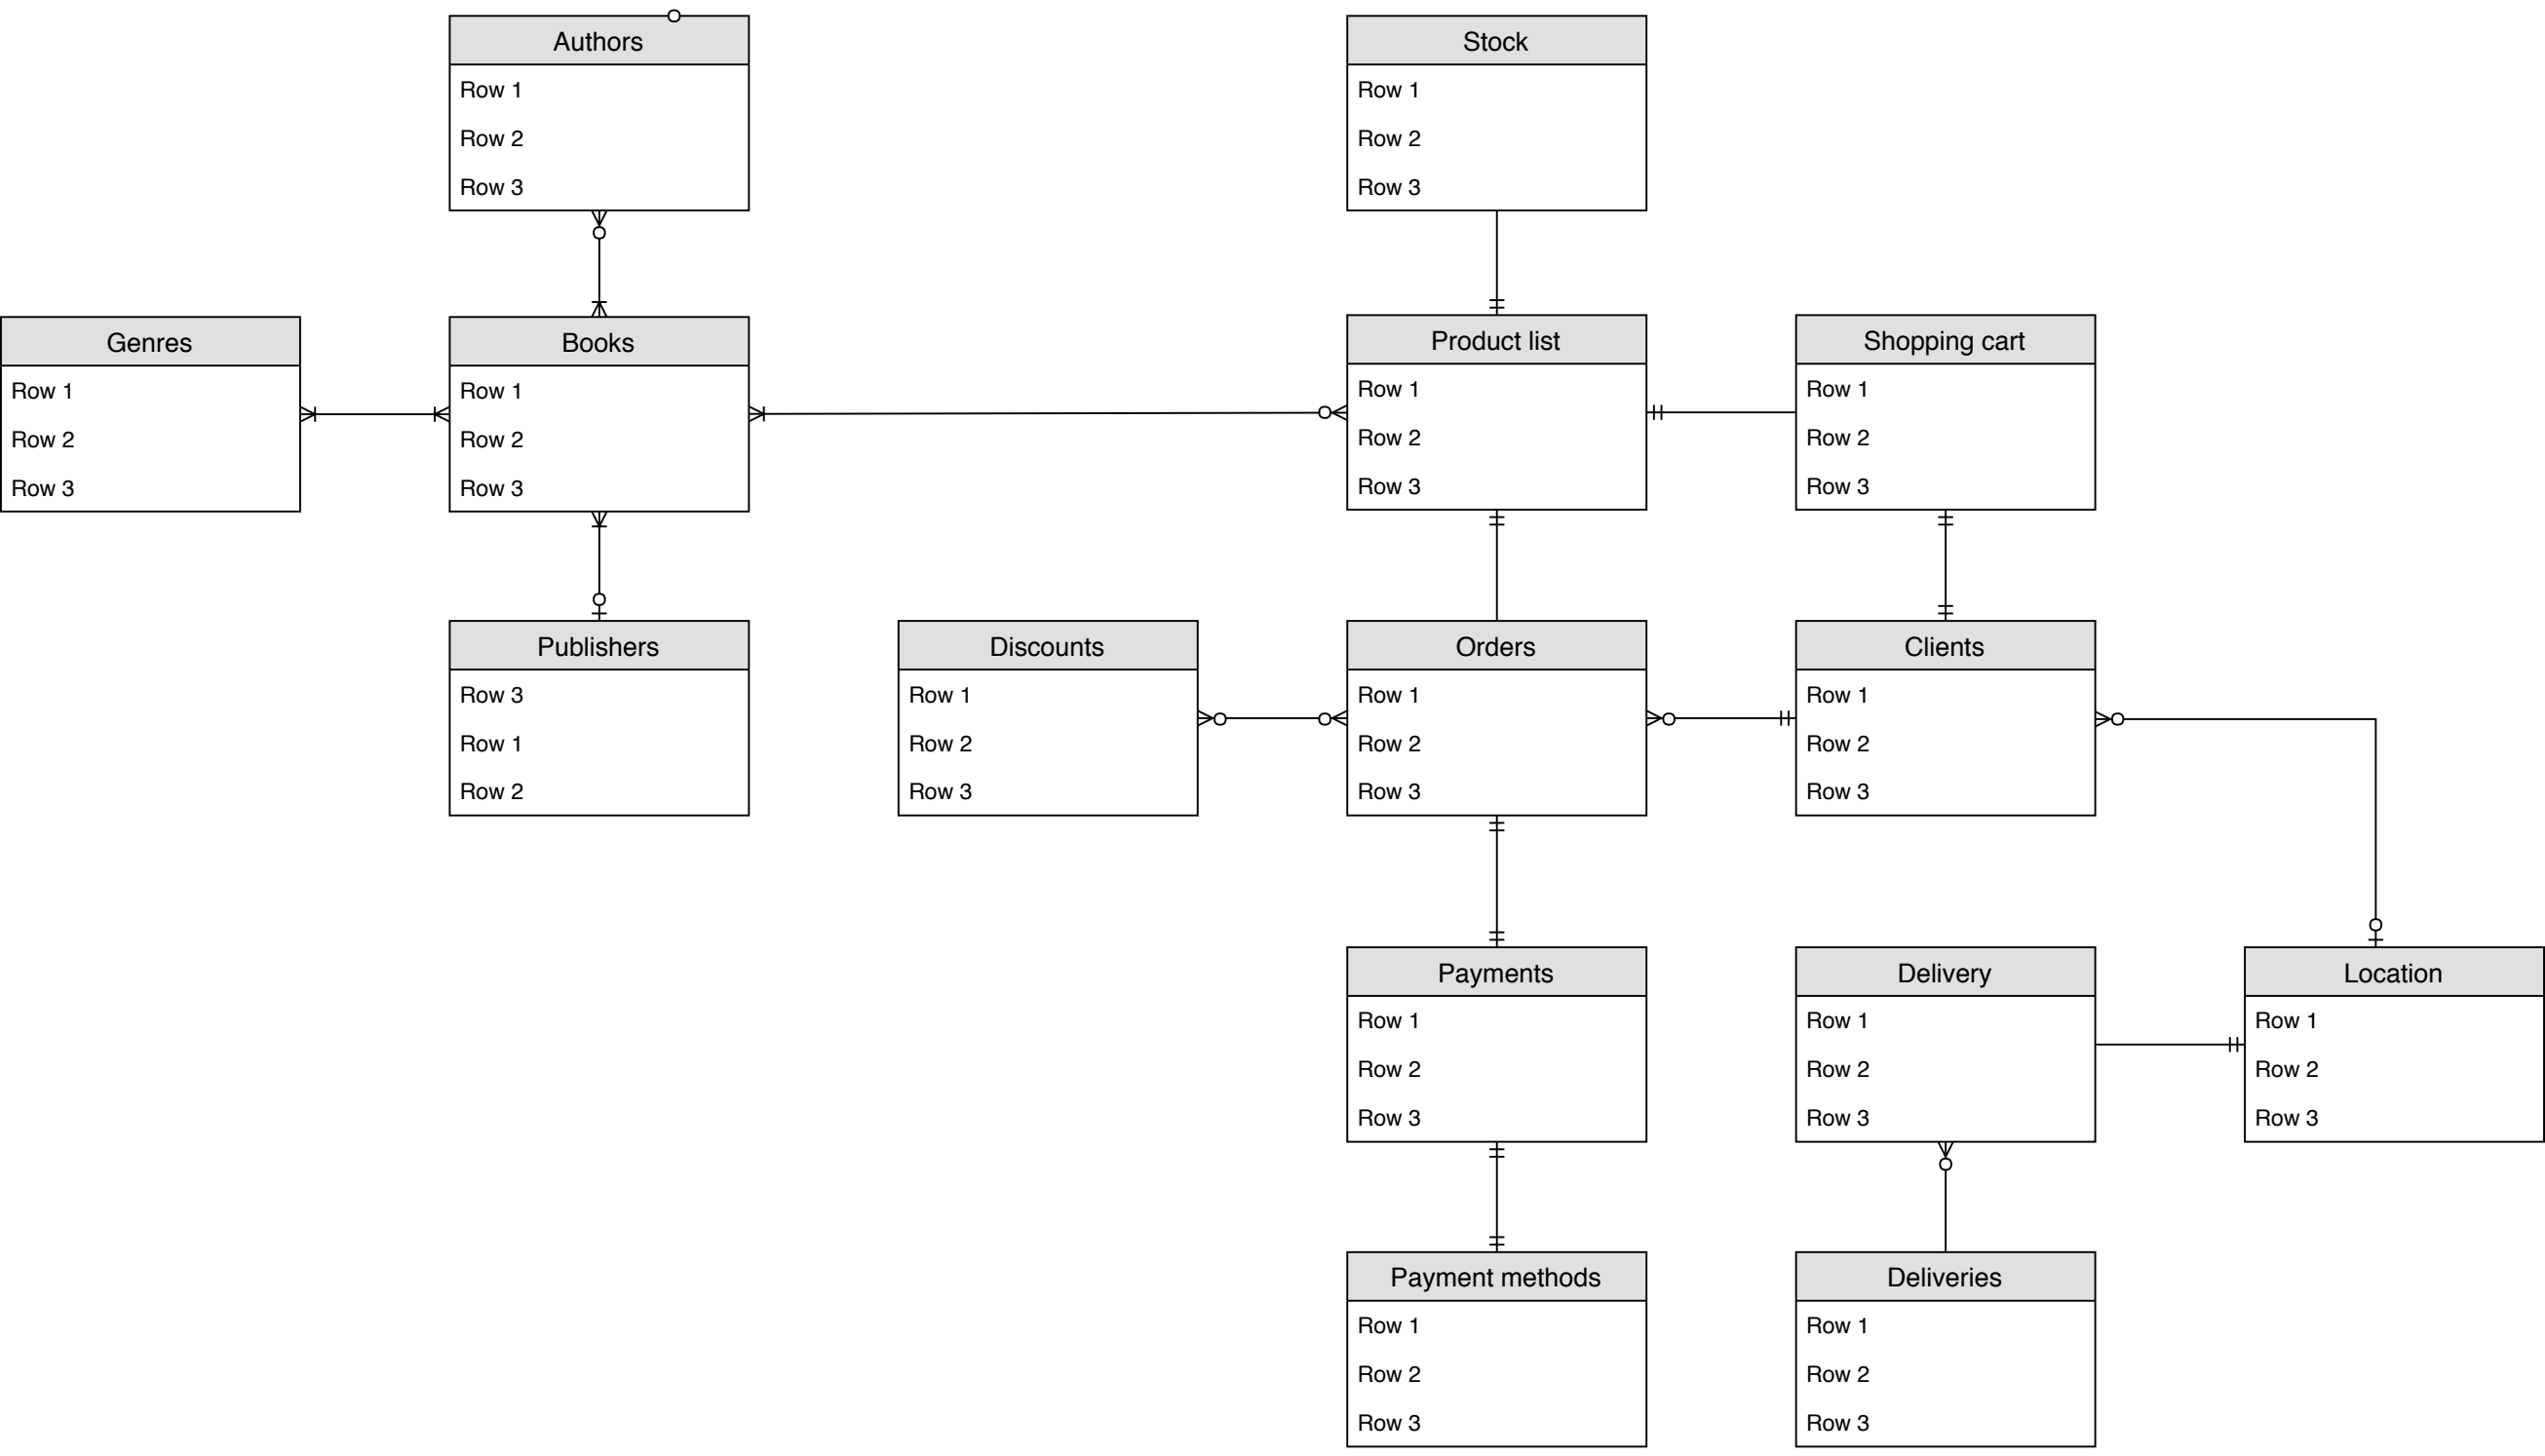 Authors
Row 1
Row 2
Row 3
Stock
Row 1
Row 2
Row 3
Genres
Row 1
Row 2
Row 3
Books
Row 1
Row 2
Row 3
Product list
Row 1
Row 2
Row 3
Shopping cart
Row 1
Row 2
Row 3
Publishers
Row 3
Row 1
Row 2
Discounts
Row 1
Row 2
Row 3
Orders
Row 1
Row 2
Row 3
Clients
Row 1
Row 2
Row 3
Payments
Row 1
Row 2
Row 3
Delivery
Row 1
Row 2
Row 3
Location
Row 1
Row 2
Row 3
Payment methods
Row 1
Row 2
Row 3
Deliveries
Row 1
Row 2
Row 3